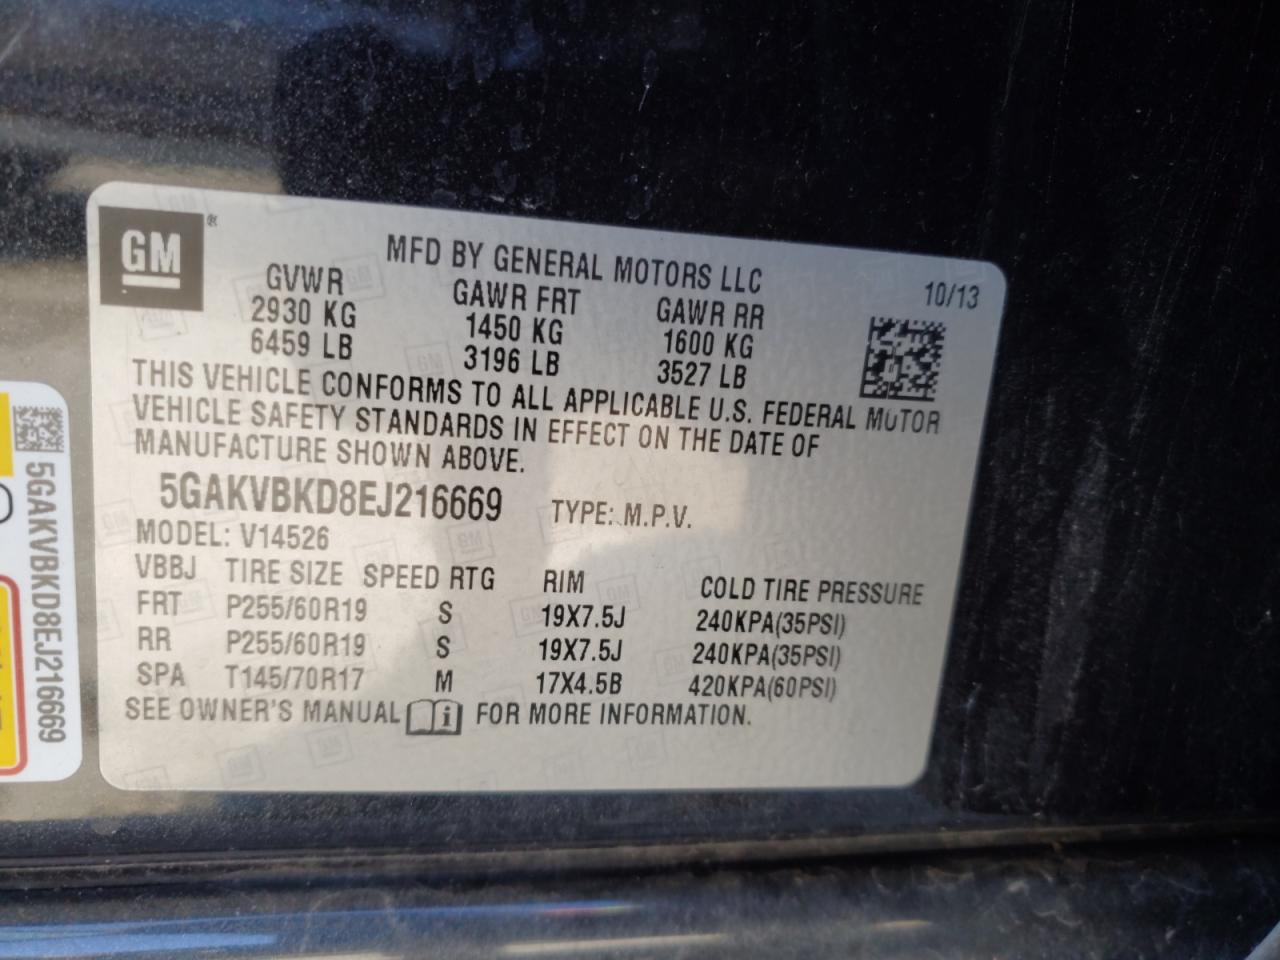 GM ®
MFD BY GENERAL MOTORS LLC
10/13
GVWR GAWR FRT GAWR RR
2930 KG 1450 KG 1600 KG
6459 LB 3196 LB 3527 LB
THIS VEHICLE CONFORMS TO ALL APPLICABLE U.S. FEDERAL MOTOR
VEHICLE SAFETY STANDARDS IN EFFECT ON THE DATE OF
MANUFACTURE SHOWN ABOVE.
5GAKVBKD8EJ216669 TYPE: M.P.V.
MODEL: V14526
VBBJ TIRE SIZE SPEED RTG RIM COLD TIRE PRESSURE
FRT P255/60R19 S 19X7.5J 240KPA(35PSI)
RR P255/60R19 S 19X7.5J 240KPA(35PSI)
SPA T145/70R17 M 17X4.5B 420KPA(60PSI)
SEE OWNER'S MANUAL i FOR MORE INFORMATION.
5GAKVBKD8EJ216669